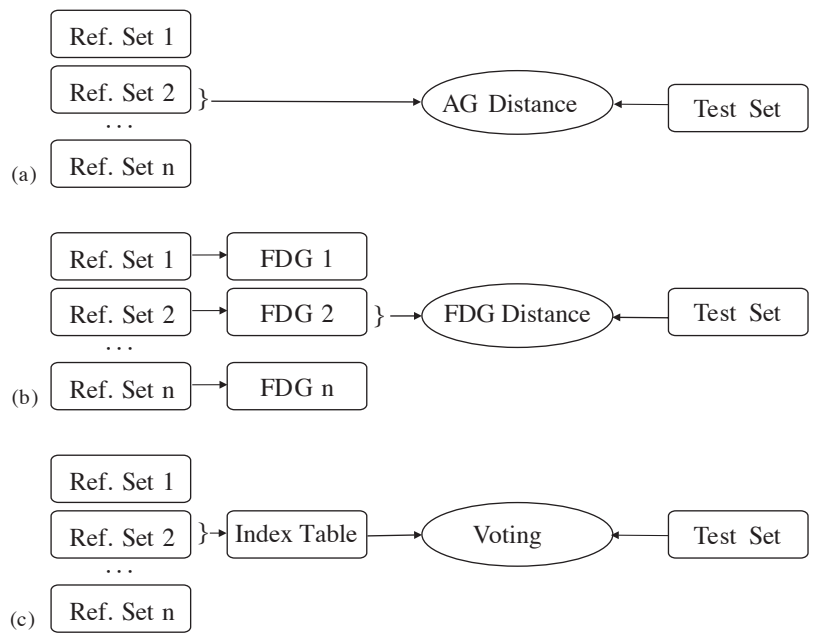 Ref. Set 1
Ref. Set 2 } AG Distance Test Set
...
(a) Ref. Set n
Ref. Set 1 FDG 1
Ref. Set 2 FDG 2 } FDG Distance Test Set
...
(b) Ref. Set n FDG n
Ref. Set 1
Ref. Set 2 } Index Table Voting Test Set
...
(c) Ref. Set n